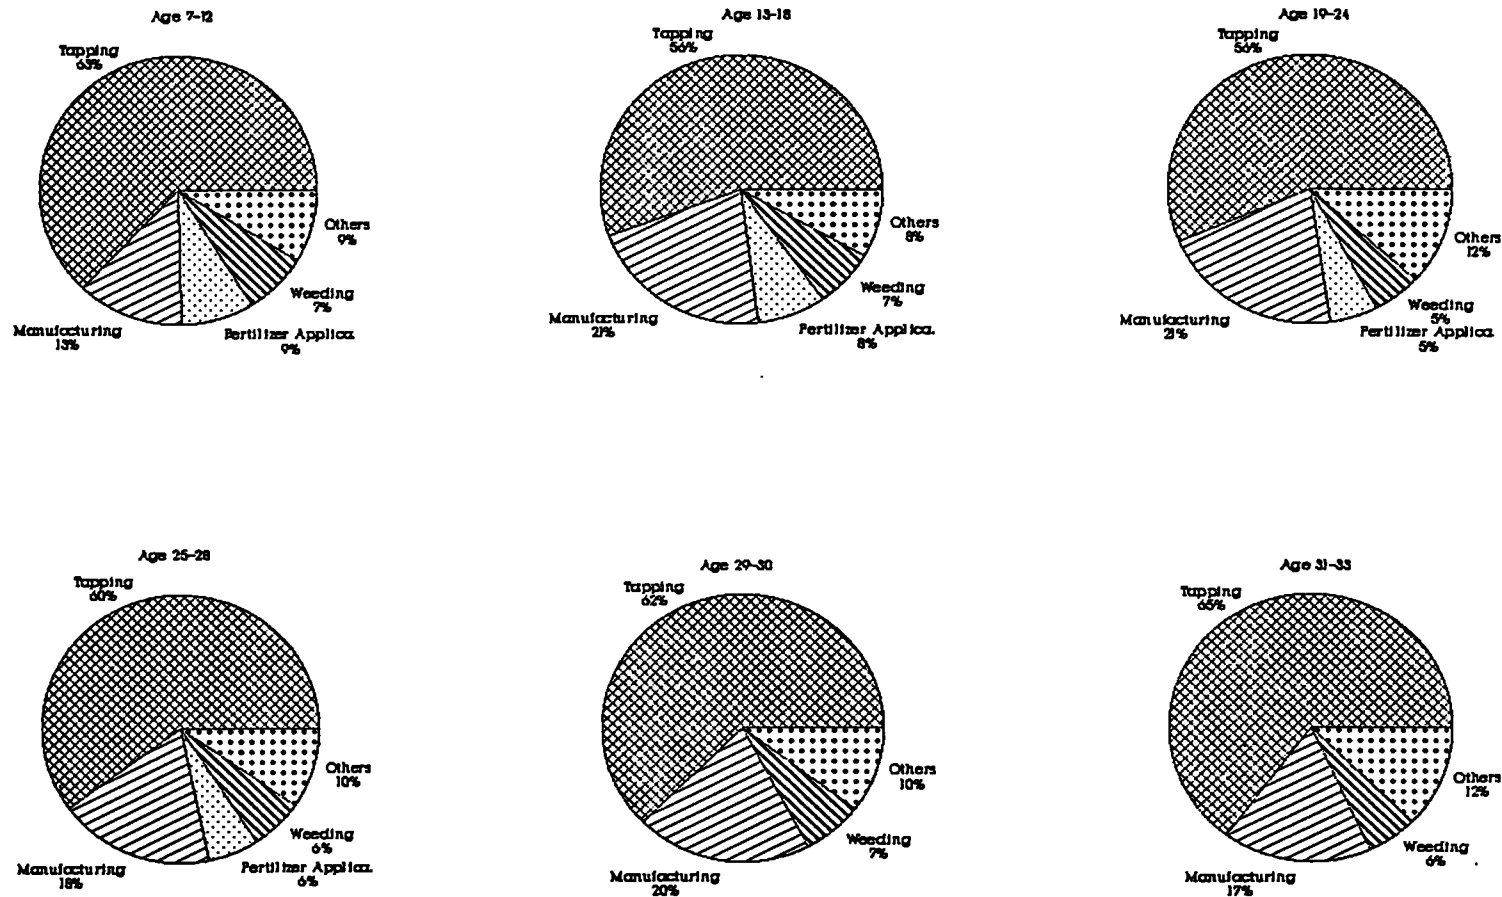 Age 7-12
Tapping
63%
Others
9%
Weeding
7%
Manufacturing
13%
Fertilizer Applica.
9%
Age 13-18
Tapping
56%
Others
8%
Weeding
7%
Manufacturing
21%
Fertilizer Applica.
8%
Age 19-24
Tapping
56%
Others
12%
Weeding
5%
Manufacturing
21%
Fertilizer Applica.
5%
Age 25-28
Tapping
60%
Others
10%
Weeding
6%
Manufacturing
18%
Fertilizer Applica.
6%
Age 29-30
Tapping
62%
Others
10%
Weeding
7%
Manufacturing
20%
Age 31-33
Tapping
65%
Others
12%
Weeding
6%
Manufacturing
17%